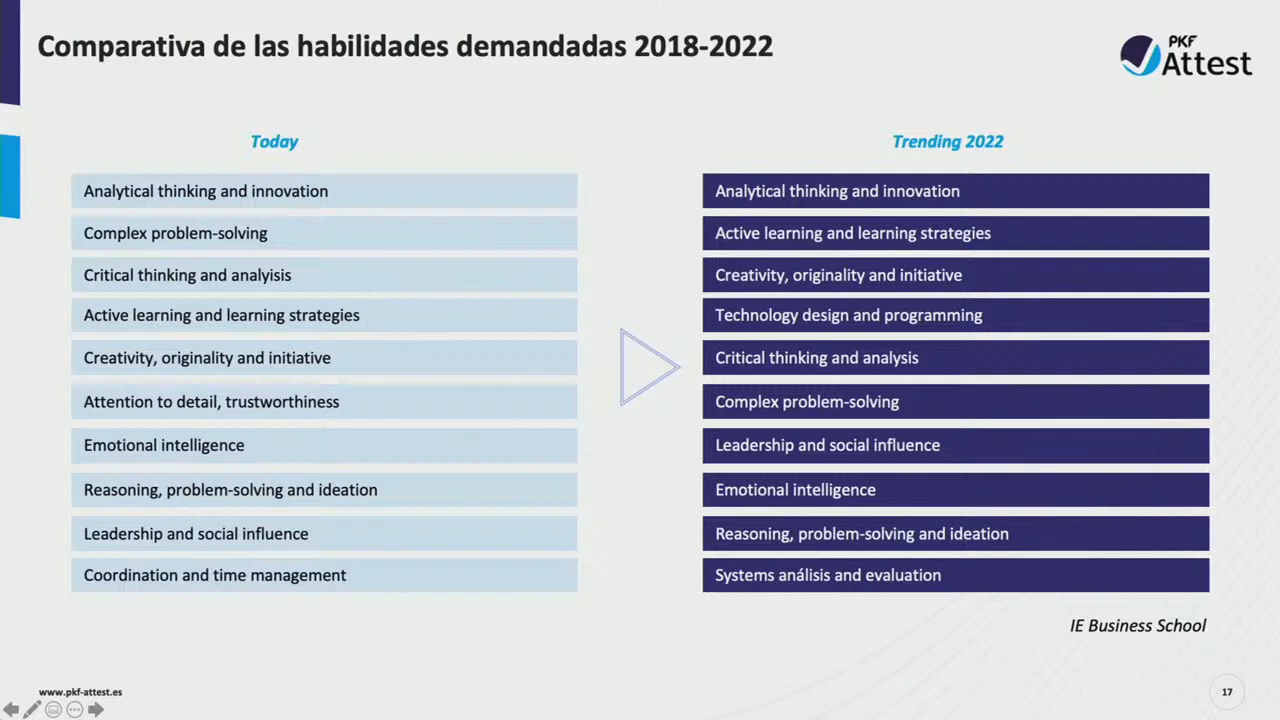 Comparativa de las habilidades demandadas 2018-2022
PKF
Attest
Today
Analytical thinking and innovation
Complex problem-solving
Critical thinking and analyisis
Active learning and learning strategies
Creativity, originality and initiative
Attention to detail, trustworthiness
Emotional intelligence
Reasoning, problem-solving and ideation
Leadership and social influence
Coordination and time management
Trending 2022
Analytical thinking and innovation
Active learning and learning strategies
Creativity, originality and initiative
Technology design and programming
Critical thinking and analysis
Complex problem-solving
Leadership and social influence
Emotional intelligence
Reasoning, problem-solving and ideation
Systems análisis and evaluation
IE Business School
www.pkf-attest.es
17